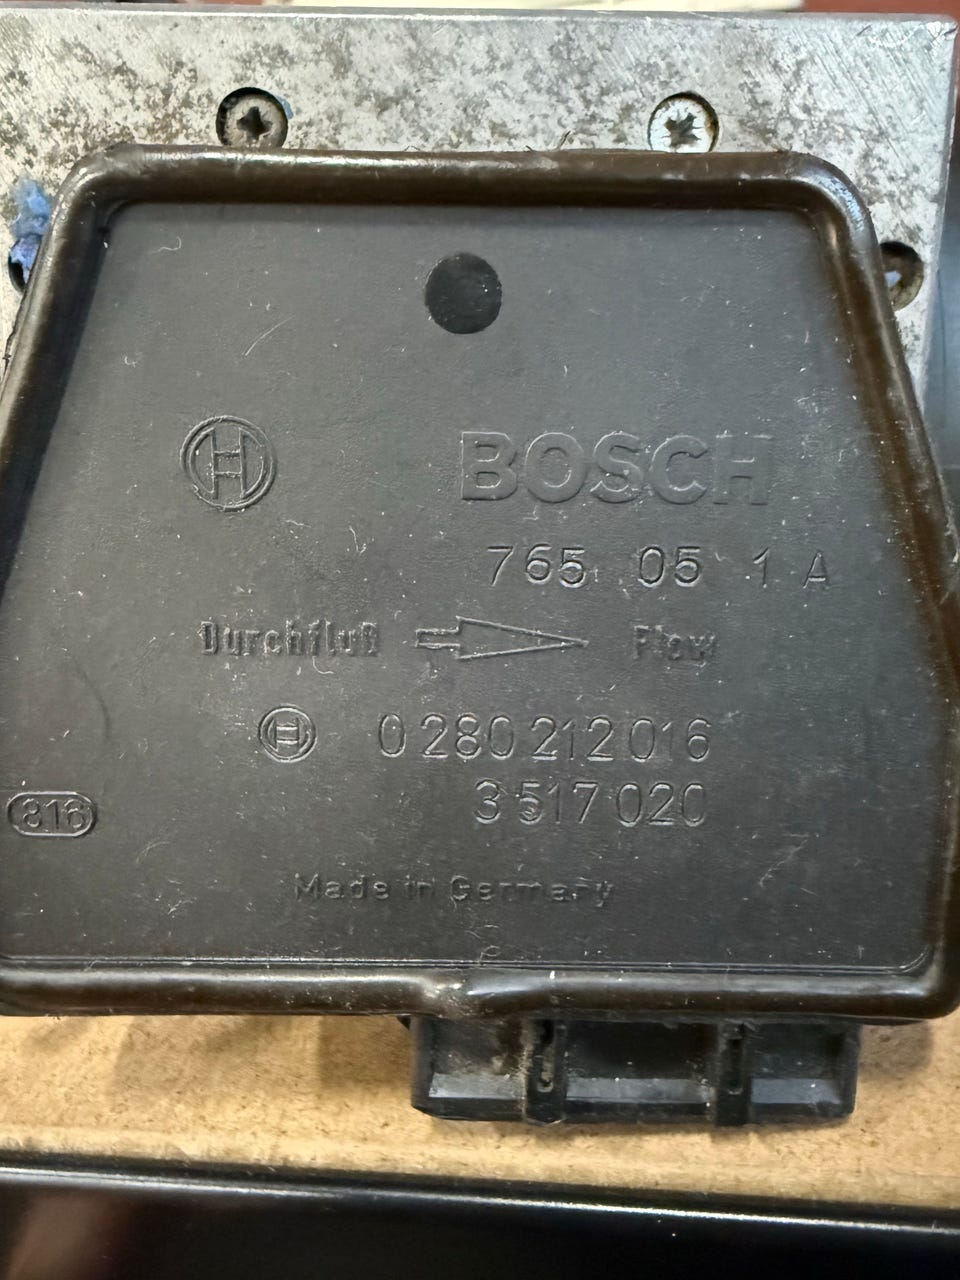 BOSCH
765 05 1 A
Durchfluß Flow
0 280 212 016
3 517 020
816
Made in Germany